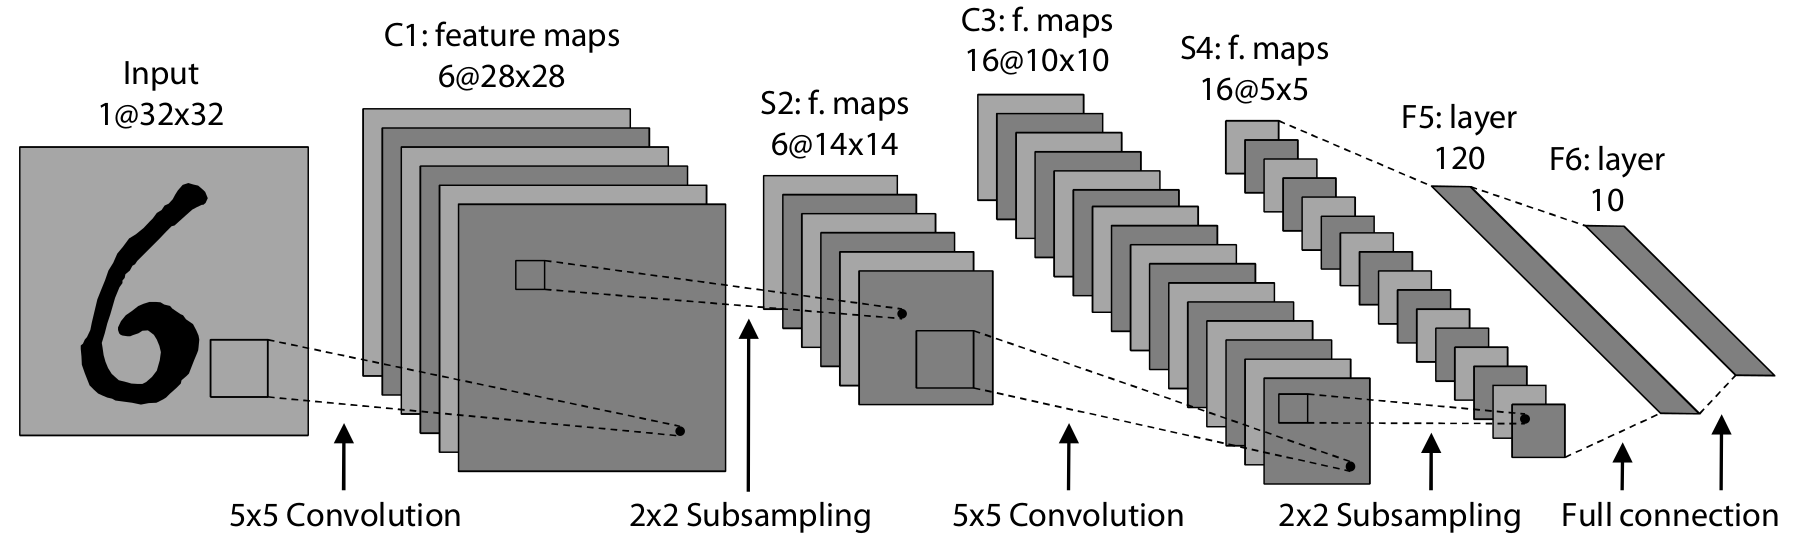 Input
1@32x32
C1: feature maps
6@28x28
S2: f. maps
6@14x14
C3: f. maps
16@10x10
S4: f. maps
16@5x5
F5: layer
120
F6: layer
10
6
5x5 Convolution
2x2 Subsampling
5x5 Convolution
2x2 Subsampling
Full connection